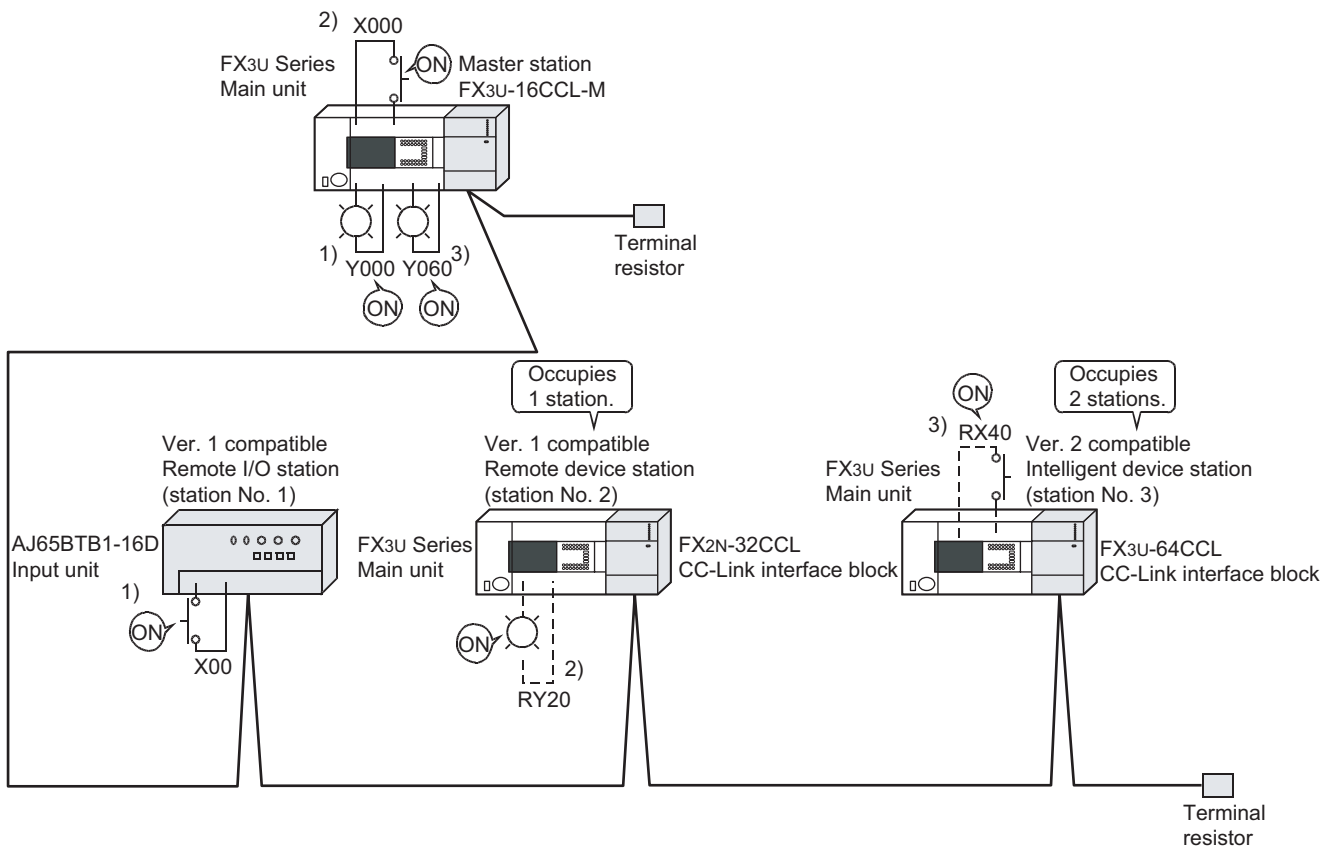 2) X000
FX3U Series
Main unit
ON
Master station
FX3U-16CCL-M
1)
Y000
ON
Y060
3)
ON
Terminal
resistor
Ver. 1 compatible
Remote I/O station
(station No. 1)
AJ65BTB1-16D
Input unit
1)
ON
X00
Occupies
1 station.
Ver. 1 compatible
Remote device station
(station No. 2)
FX3U Series
Main unit
FX2N-32CCL
CC-Link interface block
ON
2)
RY20
ON
3) RX40
Occupies
2 stations.
Ver. 2 compatible
Intelligent device station
(station No. 3)
FX3U Series
Main unit
FX3U-64CCL
CC-Link interface block
Terminal
resistor